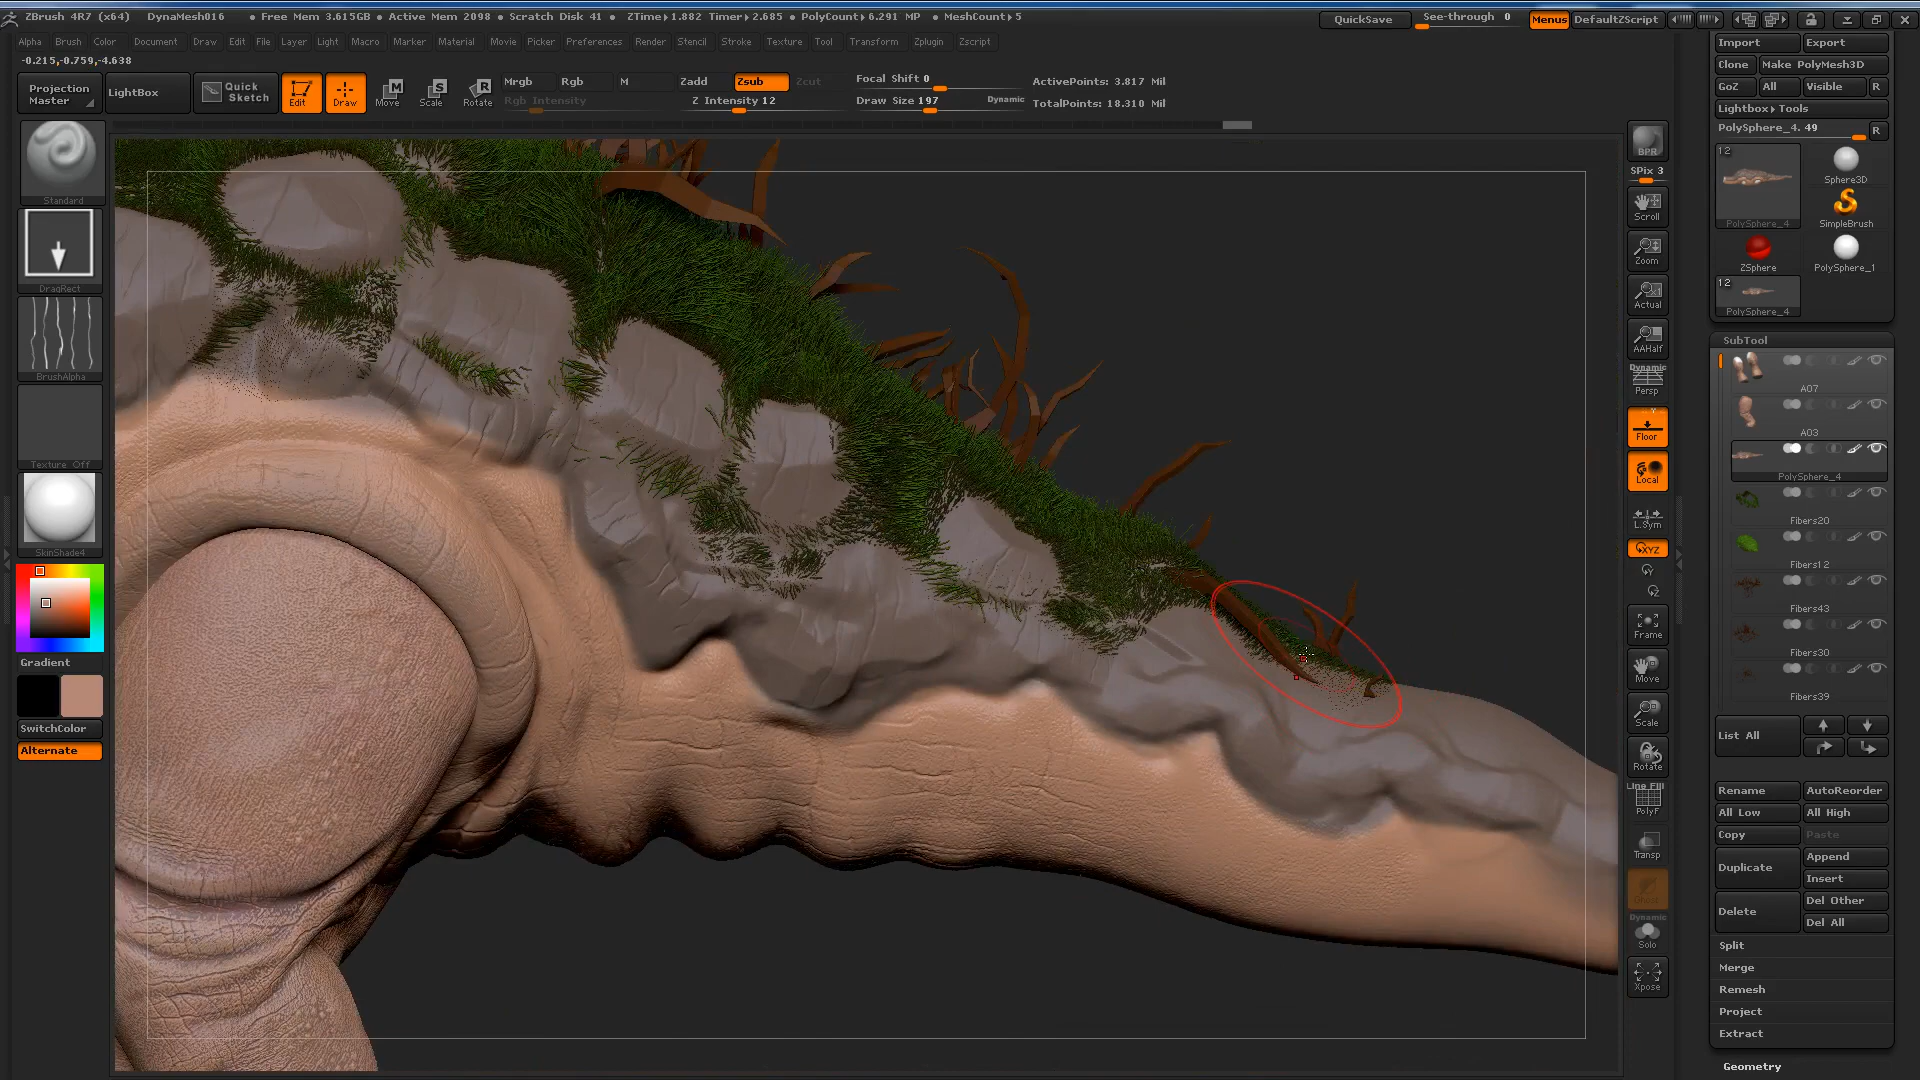 ZBrush 4R7 (x64) DynaMesh016 • Free Mem 3.615GB • Active Mem 2098 • Scratch Disk 41 • ZTime▸1.882 Timer▸2.685 • PolyCount▸6.291 MP • MeshCount▸5 QuickSave See-through 0 Menus DefaultZScript
Alpha Brush Color Document Draw Edit File Layer Light Macro Marker Material Movie Picker Preferences Render Stencil Stroke Texture Tool Transform Zplugin Zscript
-0.215,-0.759,-4.638
Projection Master
LightBox
Quick Sketch
Edit
Draw
Move
Scale
Rotate
Mrgb Rgb M
Rgb Intensity
Zadd Zsub Zcut
Z Intensity 12
Focal Shift 0
Draw Size 197
Dynamic
ActivePoints: 3.817 Mil
TotalPoints: 18.310 Mil
Standard
DragRect
BrushAlpha
Texture Off
SkinShade4
Gradient
SwitchColor
Alternate
BPR
SPix 3
Scroll
Zoom
Actual
AAHalf
Dynamic
Persp
Floor
Local
L.Sym
XYZ
Frame
Move
Scale
Rotate
Line Fill
PolyF
Transp
Ghost
Dynamic
Solo
Xpose
Import Export
Clone Make PolyMesh3D
GoZ All Visible R
Lightbox▸Tools
PolySphere_4. 49 R
12
PolySphere_4
Sphere3D
SimpleBrush
ZSphere
PolySphere_1
12
PolySphere_4
SubTool
A07
A03
PolySphere_4
Fibers20
Fibers12
Fibers43
Fibers30
Fibers39
List All
Rename AutoReorder
All Low All High
Copy Paste
Duplicate Append
Insert
Delete Del Other
Del All
Split
Merge
Remesh
Project
Extract
Geometry